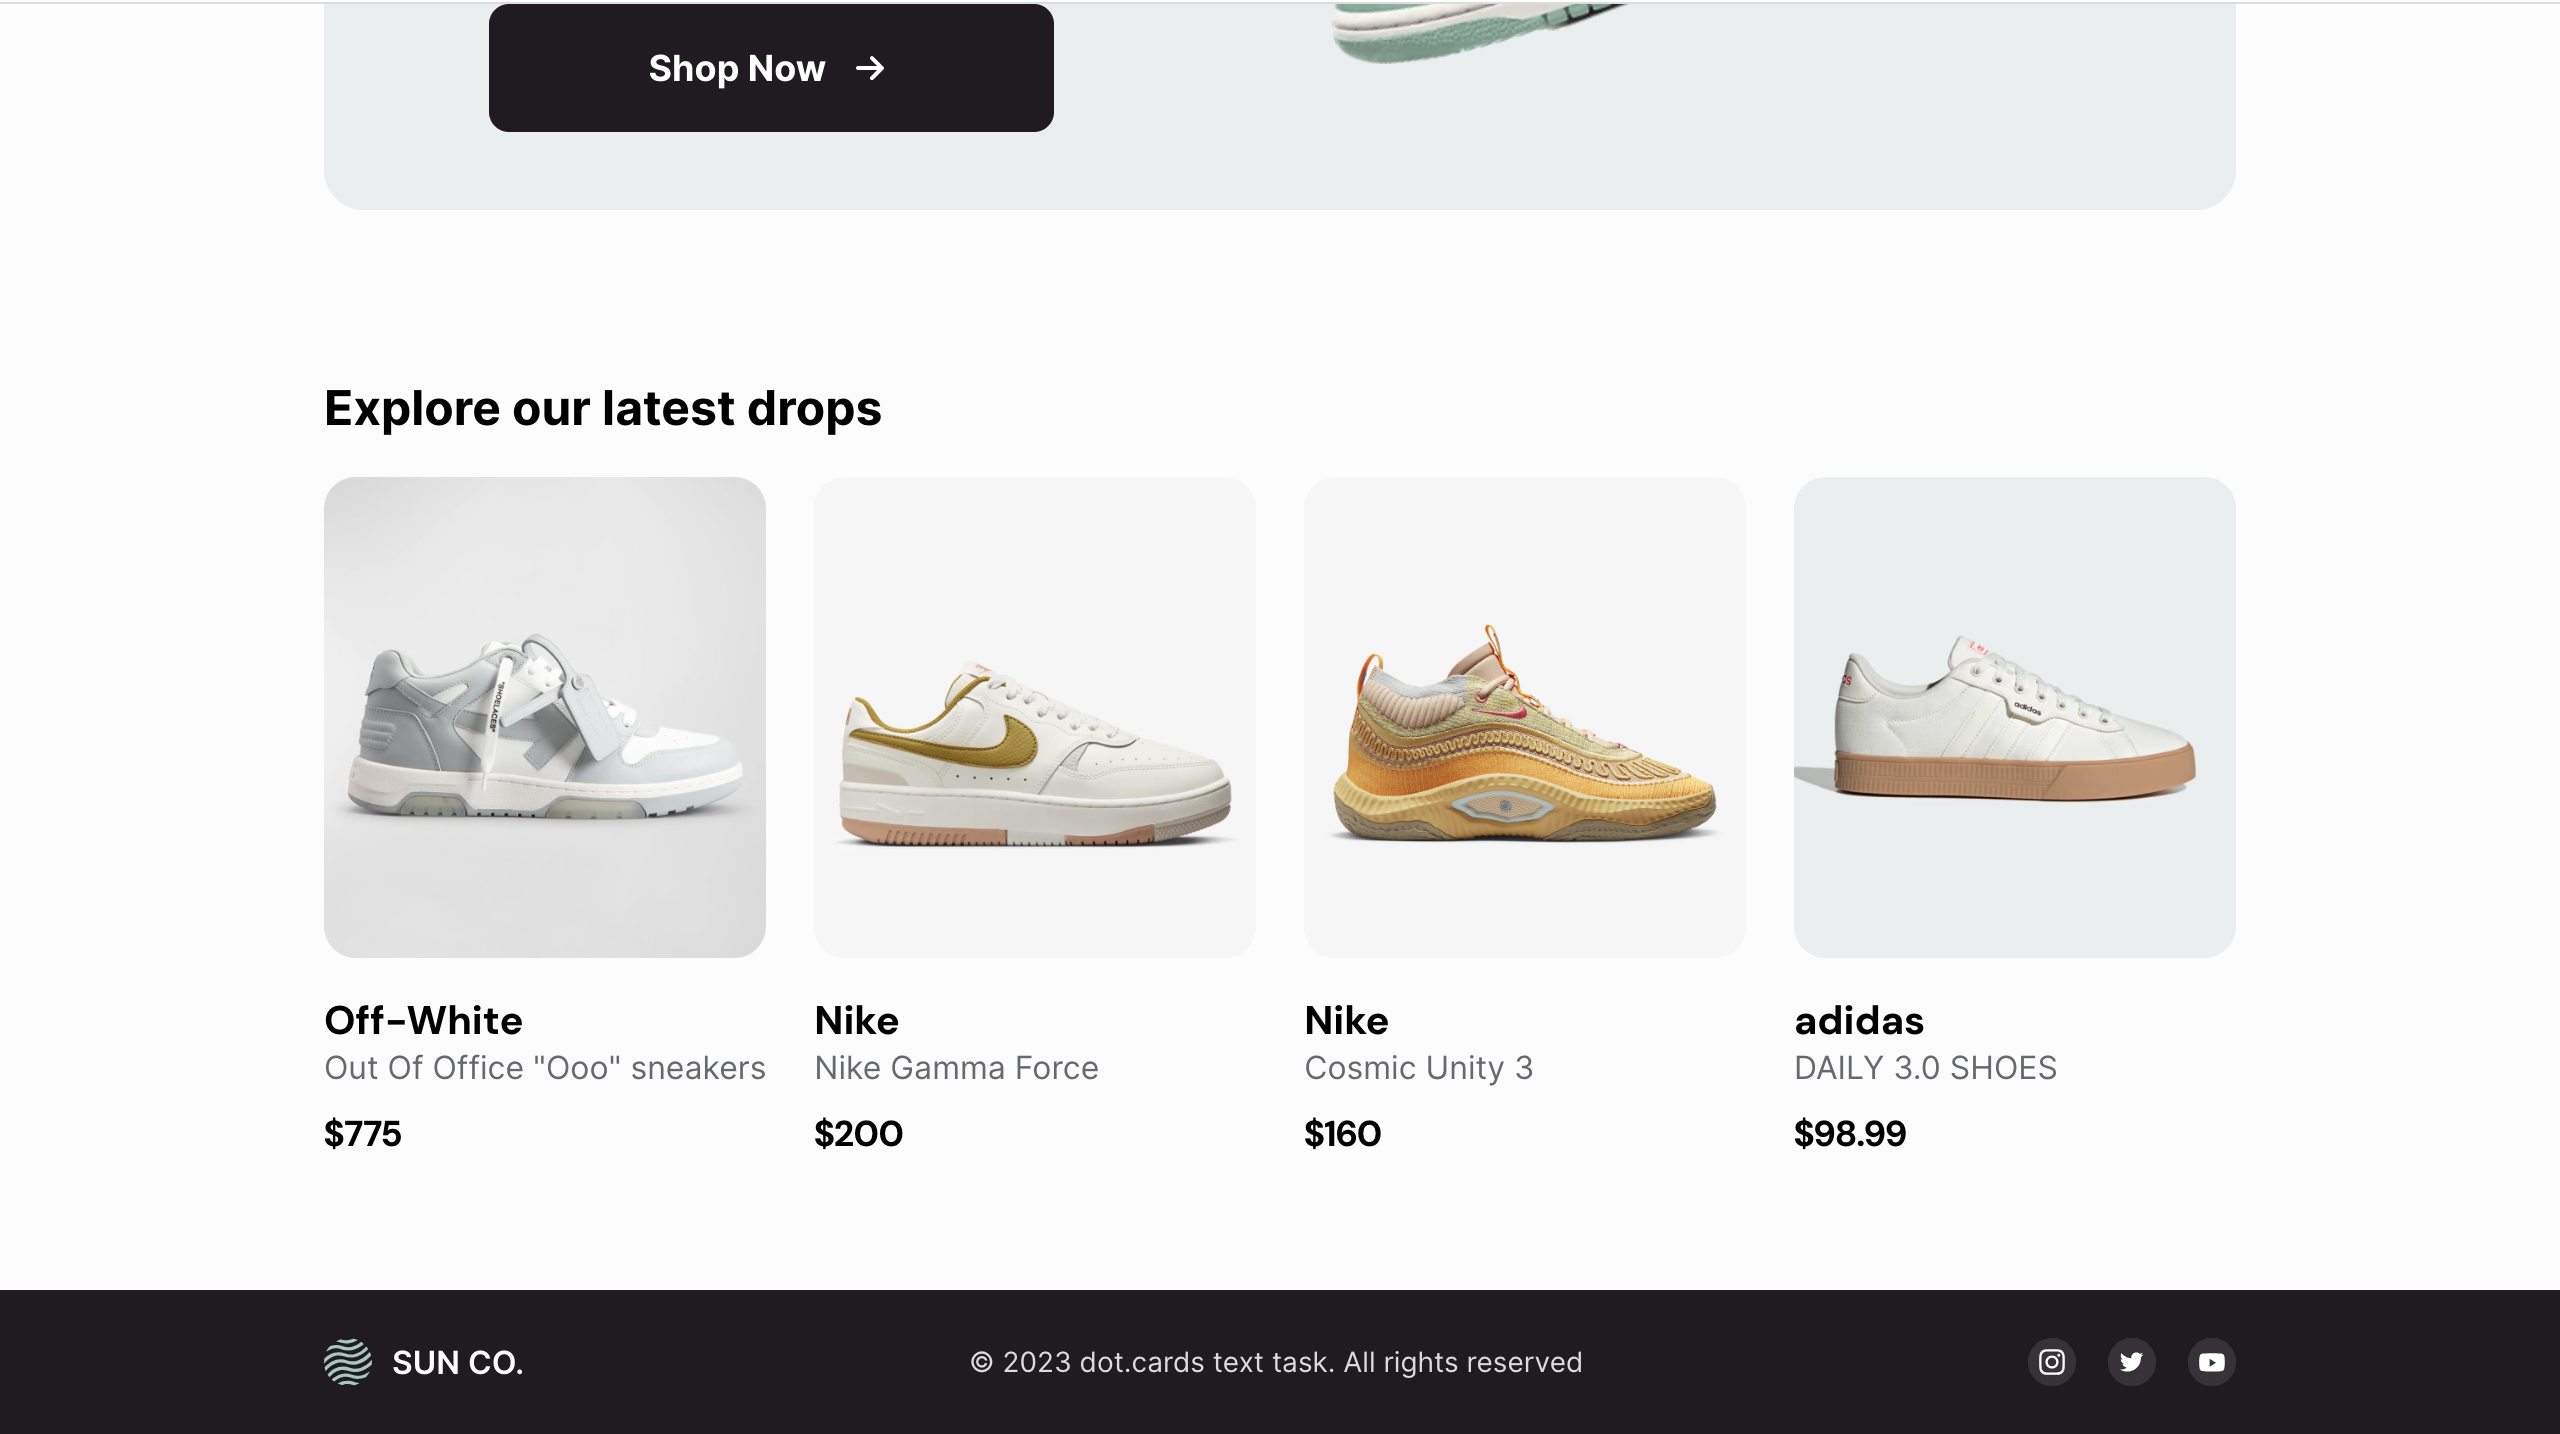 Shop Now
Explore our latest drops
"SHOELACES"
adidas
Off-White
Out Of Office "Ooo" sneakers
$775
Nike
Nike Gamma Force
$200
Nike
Cosmic Unity 3
$160
adidas
DAILY 3.0 SHOES
$98.99
SUN CO.
© 2023 dot.cards text task. All rights reserved